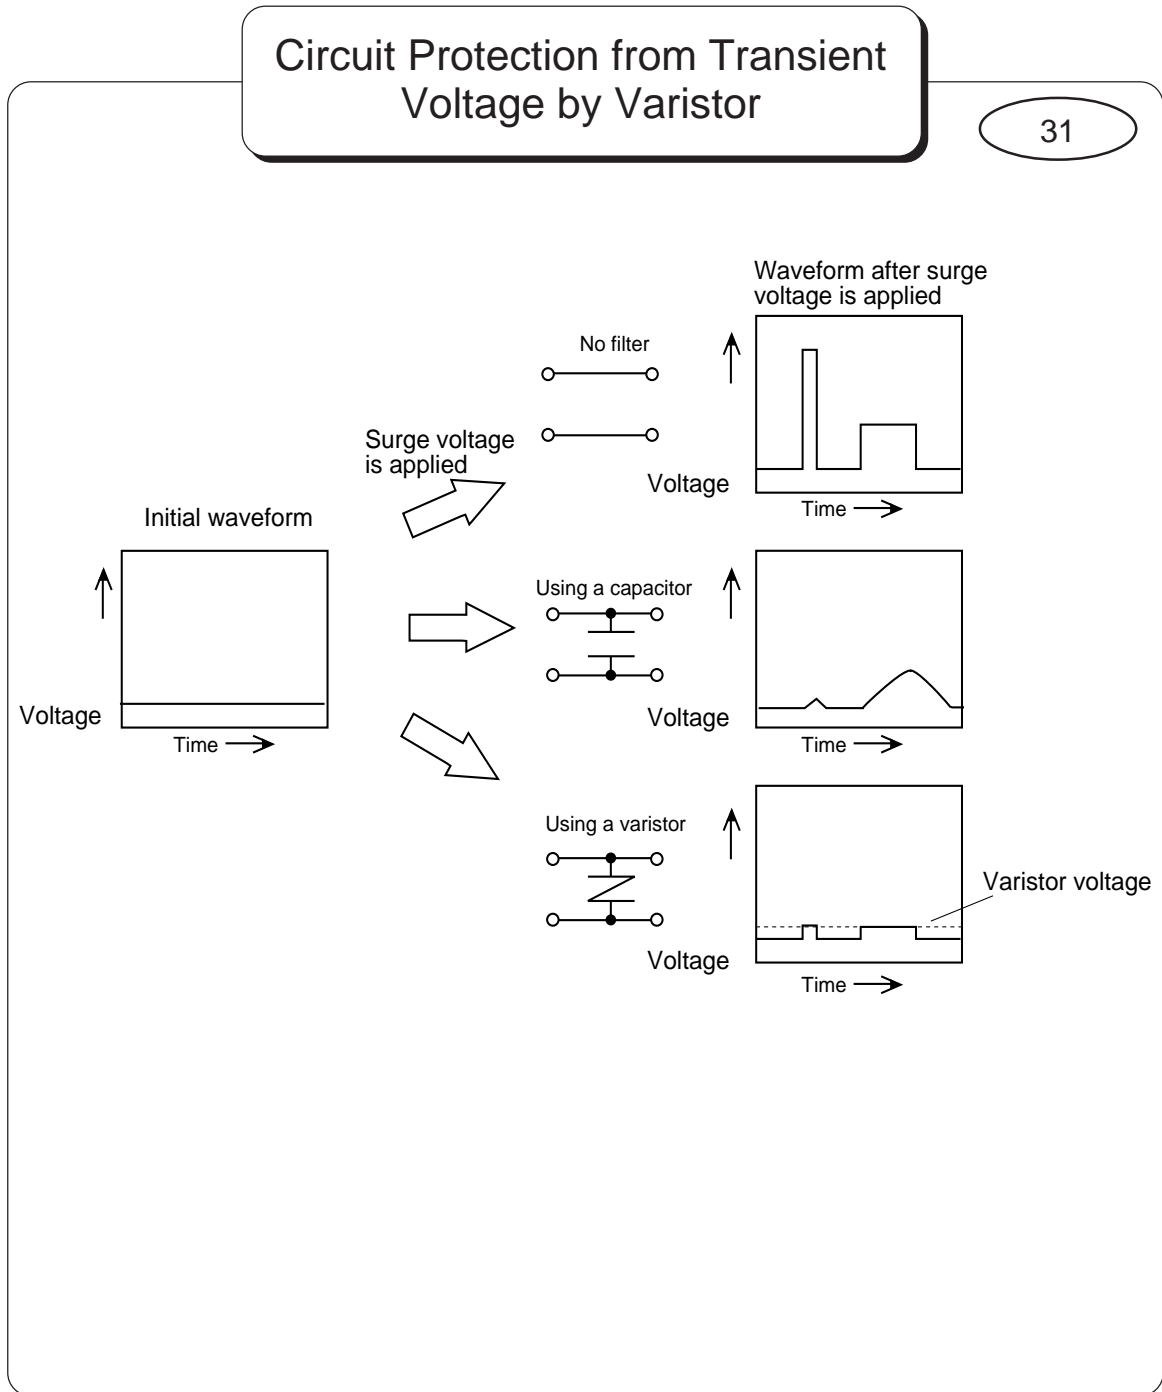 Circuit Protection from Transient
Voltage by Varistor
31
Waveform after surge
voltage is applied
No filter
Surge voltage
is applied
Voltage
Time
Initial waveform
Voltage
Time
Using a capacitor
Voltage
Time
Using a varistor
Varistor voltage
Voltage
Time